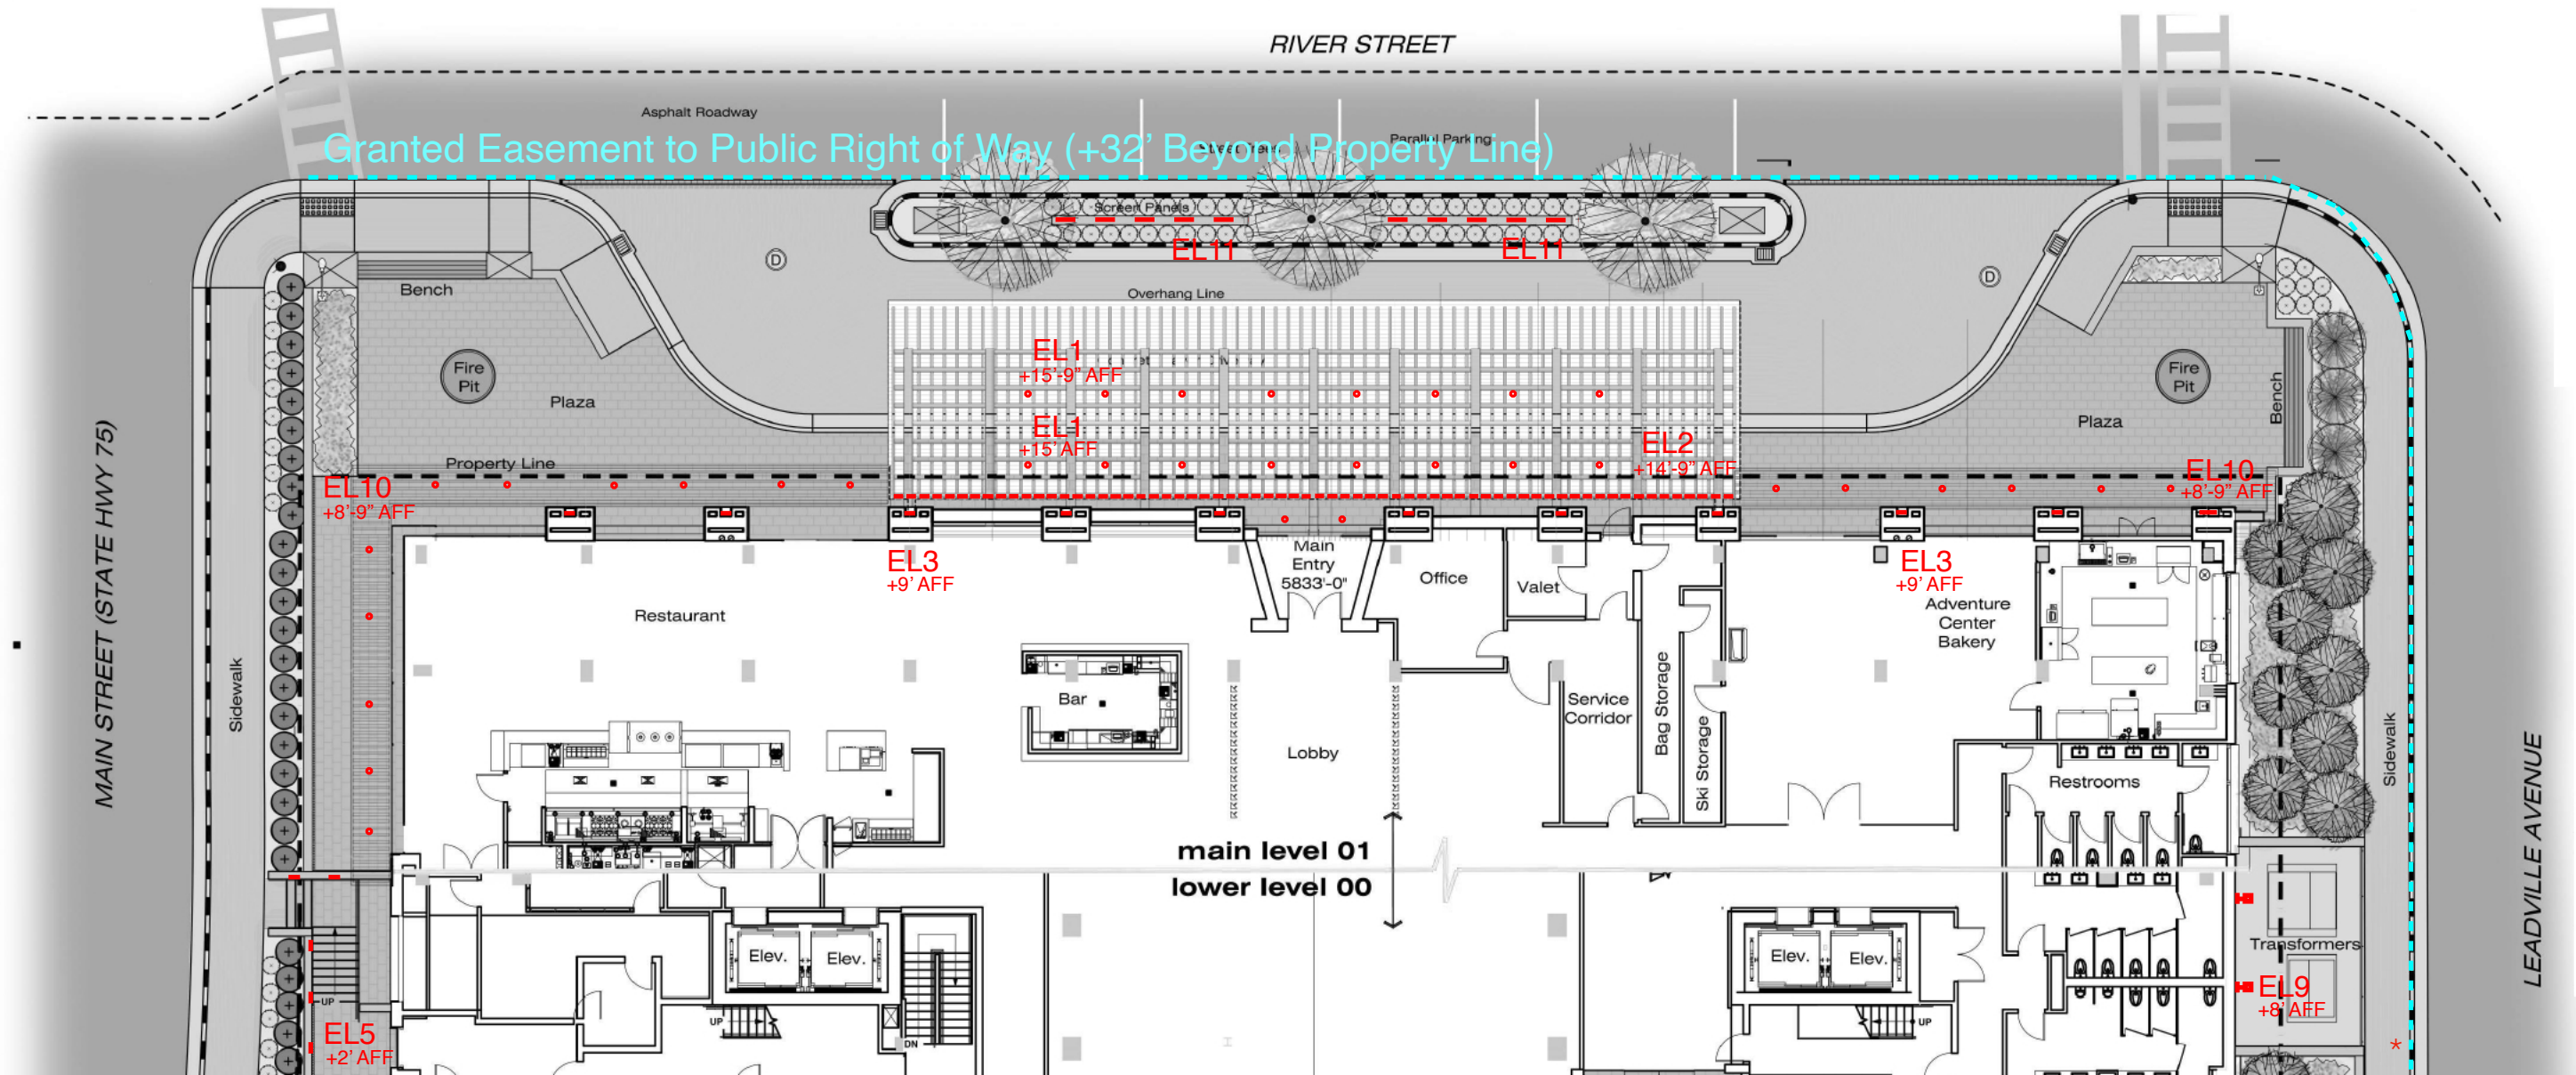 RIVER STREET
Asphalt Roadway
Parallel Parking
Granted Easement to Public Right of Way (+32’ Beyond Property Line)
Street Trees
Screen Panels
EL11
EL11
D
D
Bench
Overhang Line
EL1
+15'-9" AFF
Fire
Pit
Fire
Pit
Plaza
Bench
Plaza
EL1
+15' AFF
EL2
+14'-9" AFF
Property Line
EL10
+8'-9" AFF
EL10
+8'-9" AFF
MAIN STREET (STATE HWY 75)
EL3
+9' AFF
Main
Entry
5833'-0"
Office
Valet
EL3
+9' AFF
Adventure
Center
Bakery
Restaurant
Sidewalk
Bar
Lobby
Service
Corridor
Bag Storage
Ski Storage
Restrooms
Sidewalk
LEADVILLE AVENUE
main level 01
lower level 00
Elev.
Elev.
Elev.
Elev.
Transformers
UP
EL9
+8' AFF
EL5
+2' AFF
UP
DN
UP
*